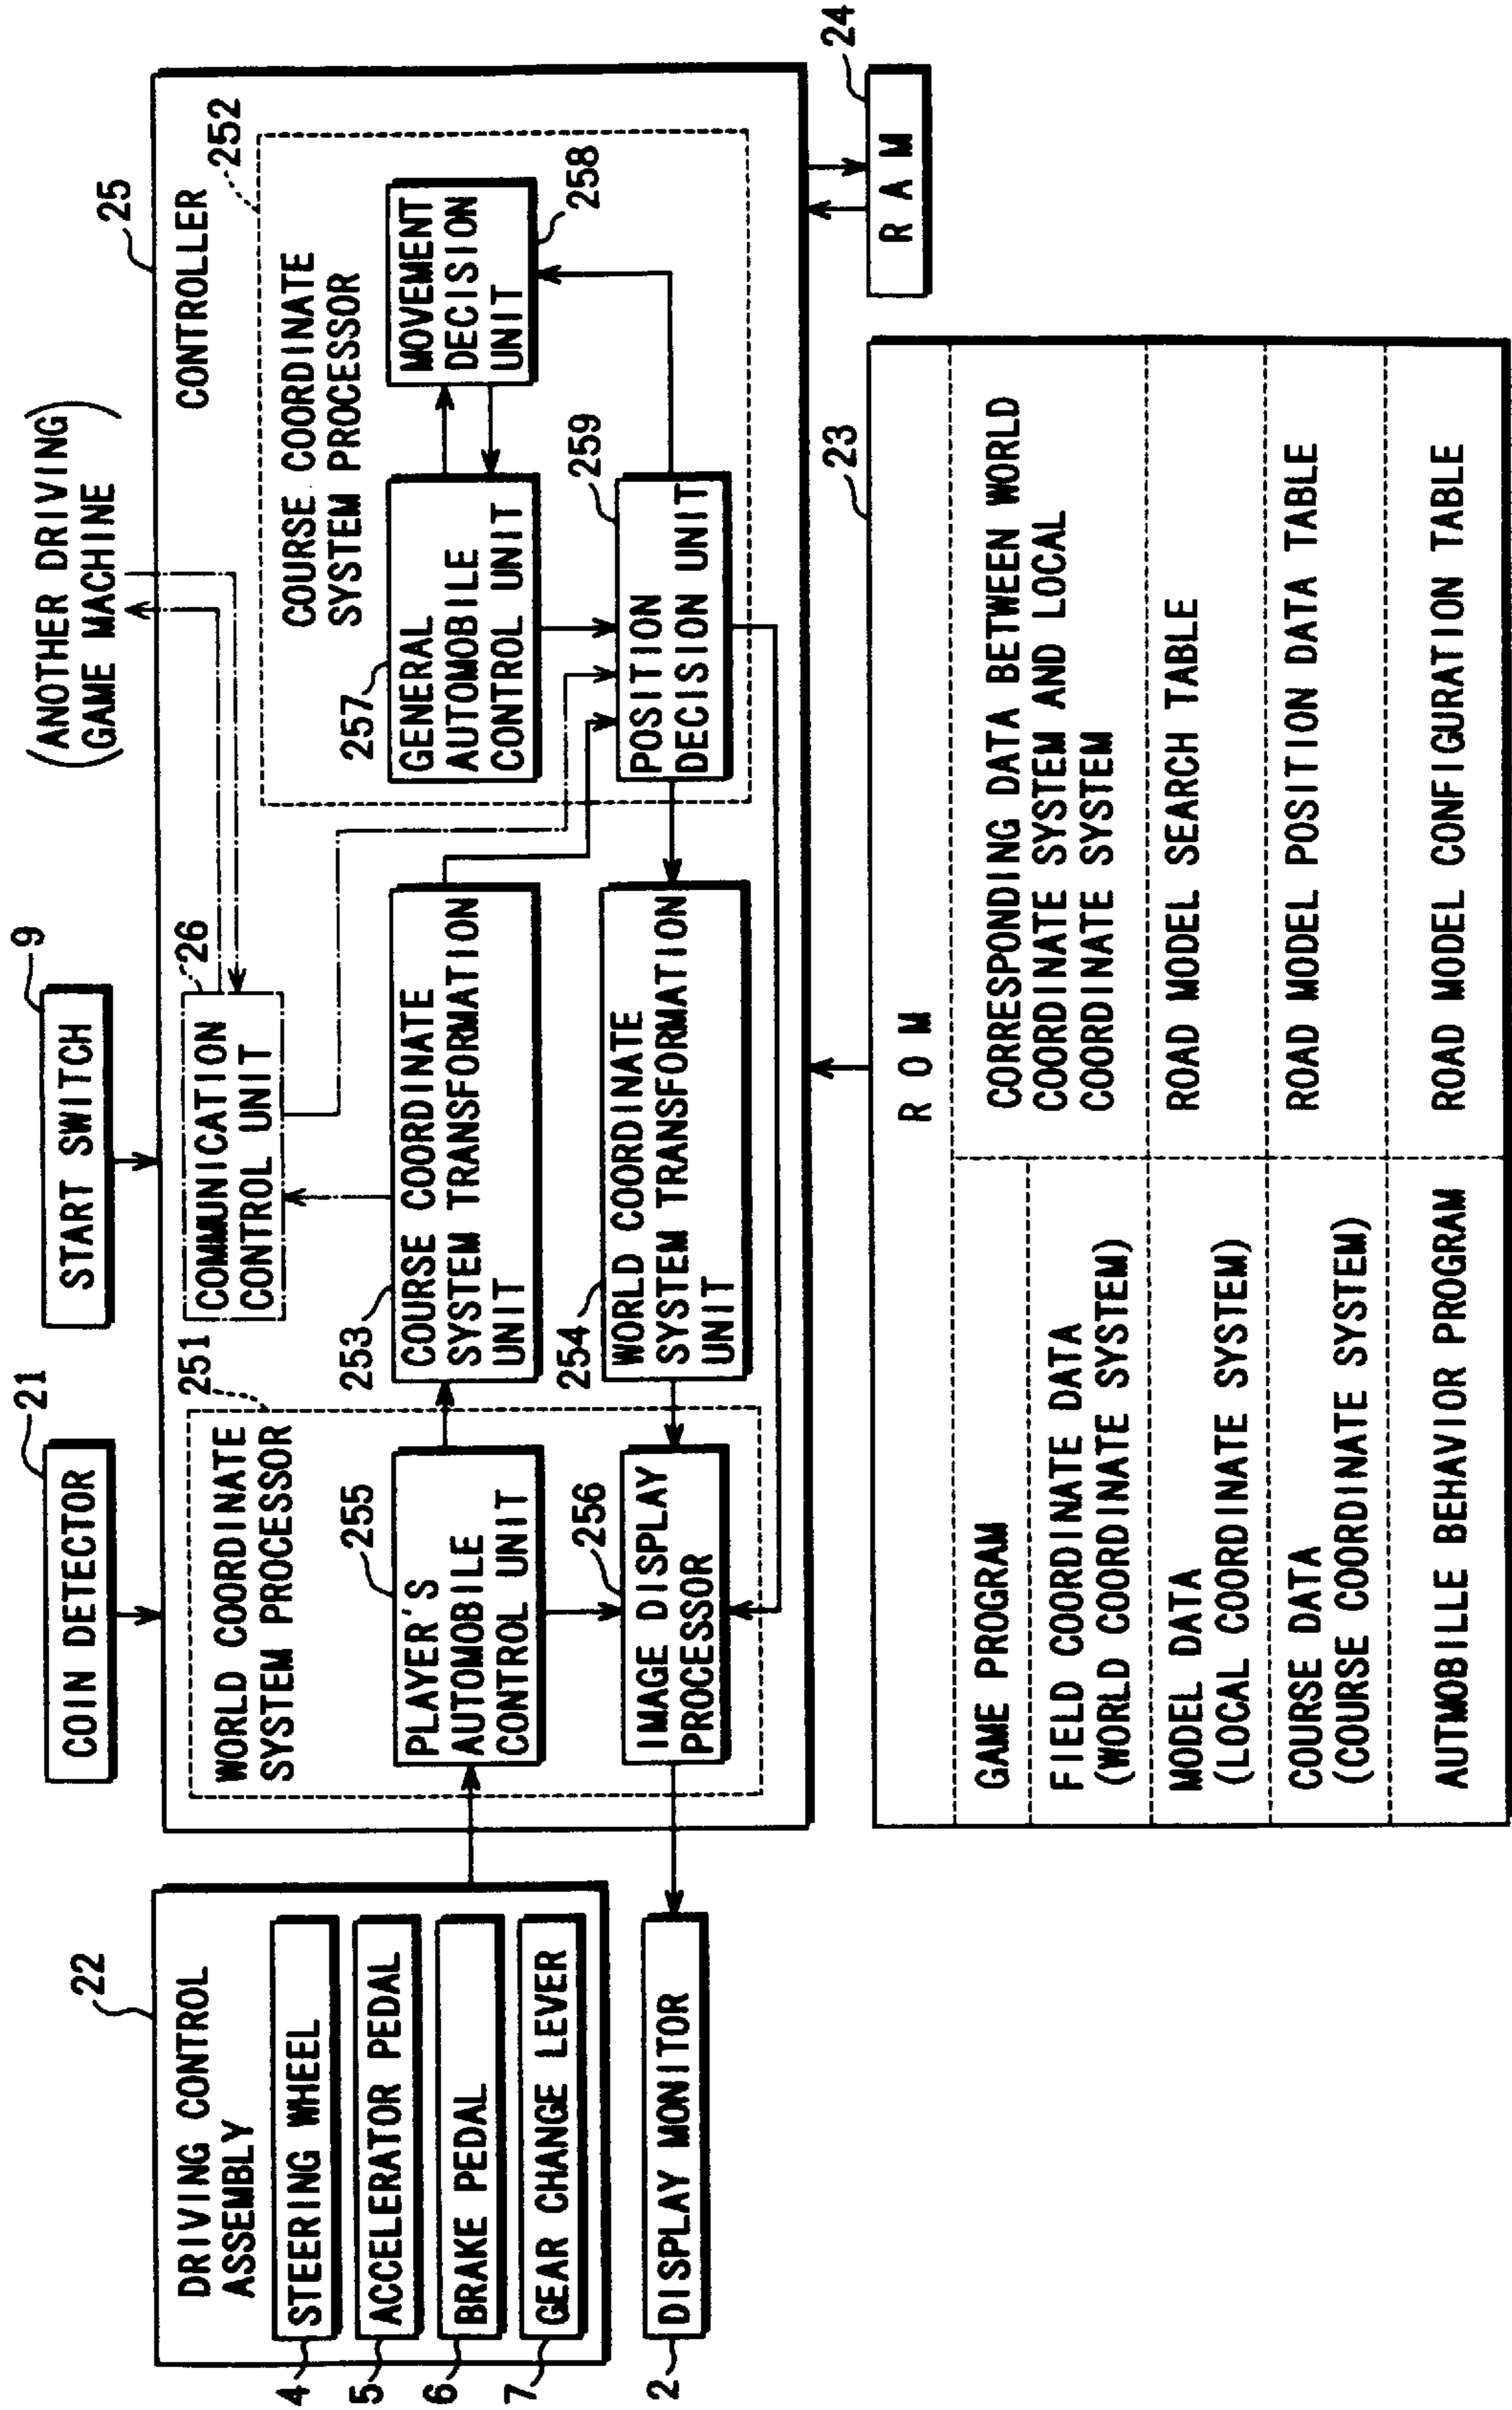 COIN DETECTOR
21
START SWITCH
9
(ANOTHER DRIVING
GAME MACHINE)
25
CONTROLLER
22
DRIVING CONTROL
ASSEMBLY
4
STEERING WHEEL
5
ACCELERATOR PEDAL
6
BRAKE PEDAL
7
GEAR CHANGE LEVER
2
DISPLAY MONITOR
251
WORLD COORDINATE
SYSTEM PROCESSOR
255
PLAYER'S
AUTOMOBILE
CONTROL UNIT
256
IMAGE DISPLAY
PROCESSOR
26
COMMUNICATION
CONTROL UNIT
253
COURSE COORDINATE
SYSTEM TRANSFORMATION
UNIT
254
WORLD COORDINATE
SYSTEM TRANSFORMATION
UNIT
252
COURSE COORDINATE
SYSTEM PROCESSOR
257
GENERAL
AUTOMOBILE
CONTROL UNIT
MOVEMENT
DECISION
UNIT
258
259
POSITION
DECISION UNIT
23
ROM
GAME PROGRAM
FIELD COORDINATE DATA
(WORLD COORDINATE SYSTEM)
MODEL DATA
(LOCAL COORDINATE SYSTEM)
COURSE DATA
(COURSE COORDINATE SYSTEM)
AUTMOBILLE BEHAVIOR PROGRAM
CORRESPONDING DATA BETWEEN WORLD
COORDINATE SYSTEM AND LOCAL
COORDINATE SYSTEM
ROAD MODEL SEARCH TABLE
ROAD MODEL POSITION DATA TABLE
ROAD MODEL CONFIGURATION TABLE
24
RAM